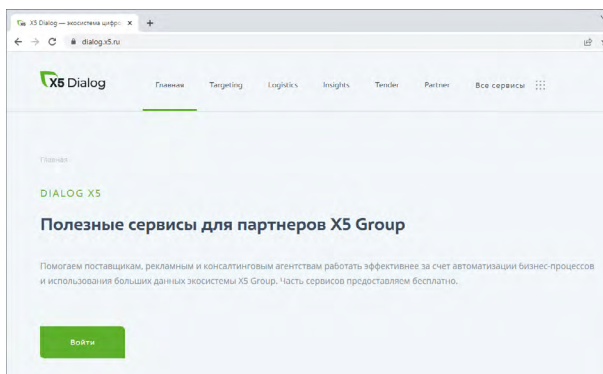 X5 Dialog — экосистема цифро
dialog.x5.ru
X5 Dialog
Главная Targeting Logistics Insights Tender Partner Все сервисы
Главная
DIALOG X5
Полезные сервисы для партнеров X5 Group
Помогаем поставщикам, рекламным и консалтинговым агентствам работать эффективнее за счет автоматизации бизнес-процессов
и использования больших данных экосистемы X5 Group. Часть сервисов предоставляем бесплатно.
Войти